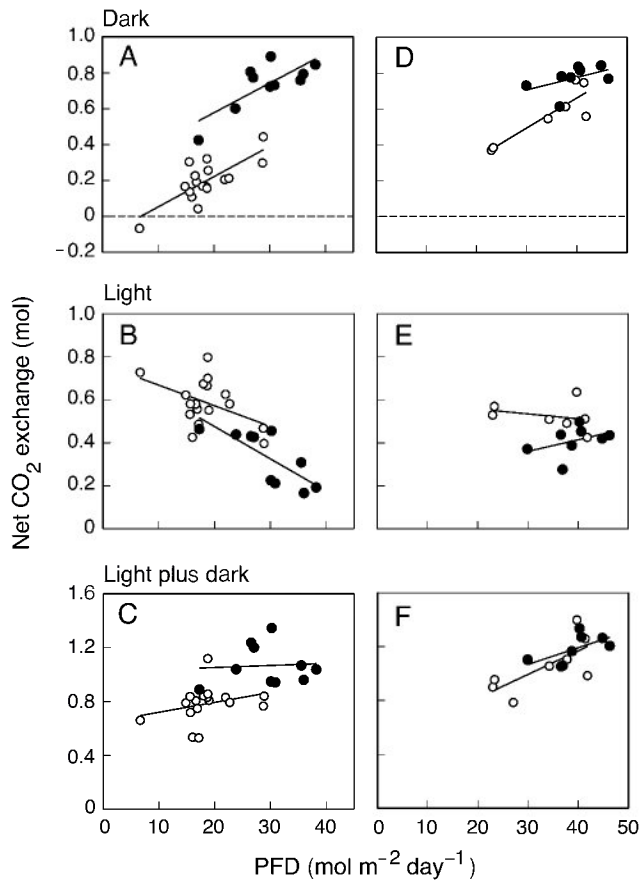 Dark
A
D
1.0
0.8
0.6
0.4
0.2
0
−0.2
Light
B
E
1.0
0.8
0.6
0.4
0.2
0
Light plus dark
C
F
1.6
1.2
0.8
0.4
0
0 10 20 30 40 0 10 20 30 40 50
Net CO2 exchange (mol)
PFD (mol m−2 day−1)